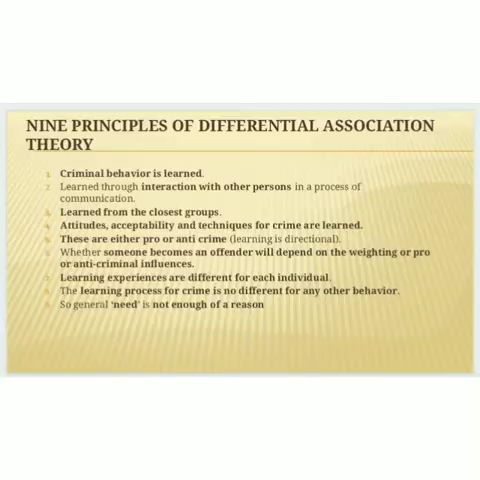 NINE PRINCIPLES OF DIFFERENTIAL ASSOCIATION
THEORY
1. Criminal behavior is learned.
2. Learned through interaction with other persons in a process of
communication.
3. Learned from the closest groups.
4. Attitudes, acceptability and techniques for crime are learned.
5. These are either pro or anti crime (learning is directional).
6. Whether someone becomes an offender will depend on the weighting or pro
or anti-criminal influences.
7. Learning experiences are different for each individual.
8. The learning process for crime is no different for any other behavior.
9. So general ‘need’ is not enough of a reason